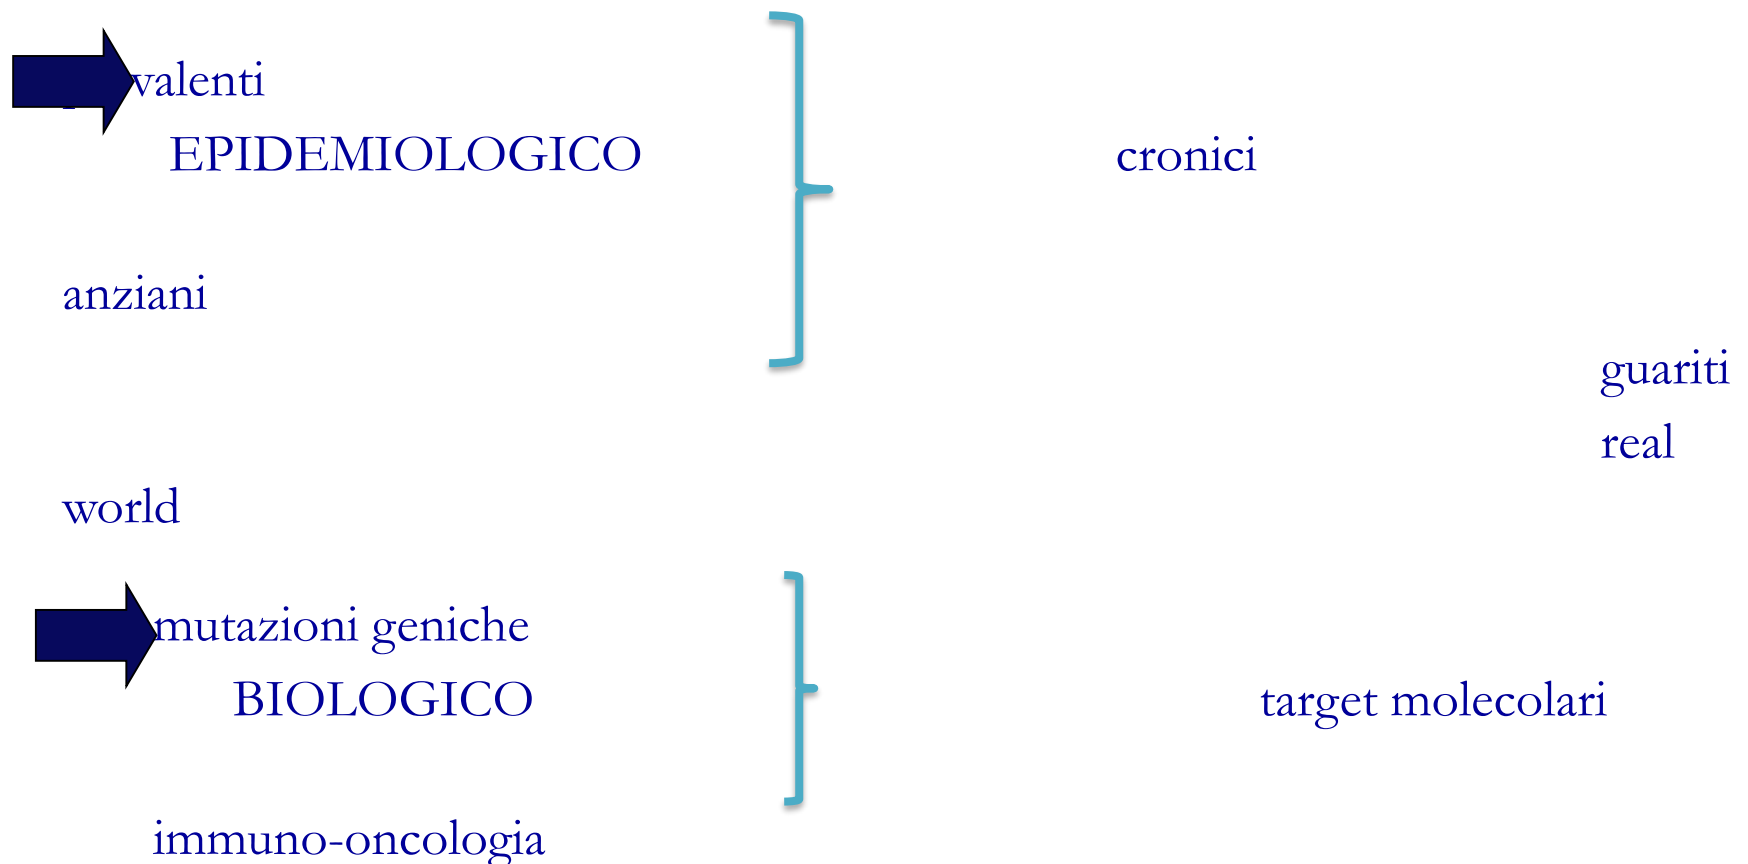 valenti
EPIDEMIOLOGICO cronici
anziani
guariti
real
world
mutazioni geniche
BIOLOGICO target molecolari
immuno-oncologia